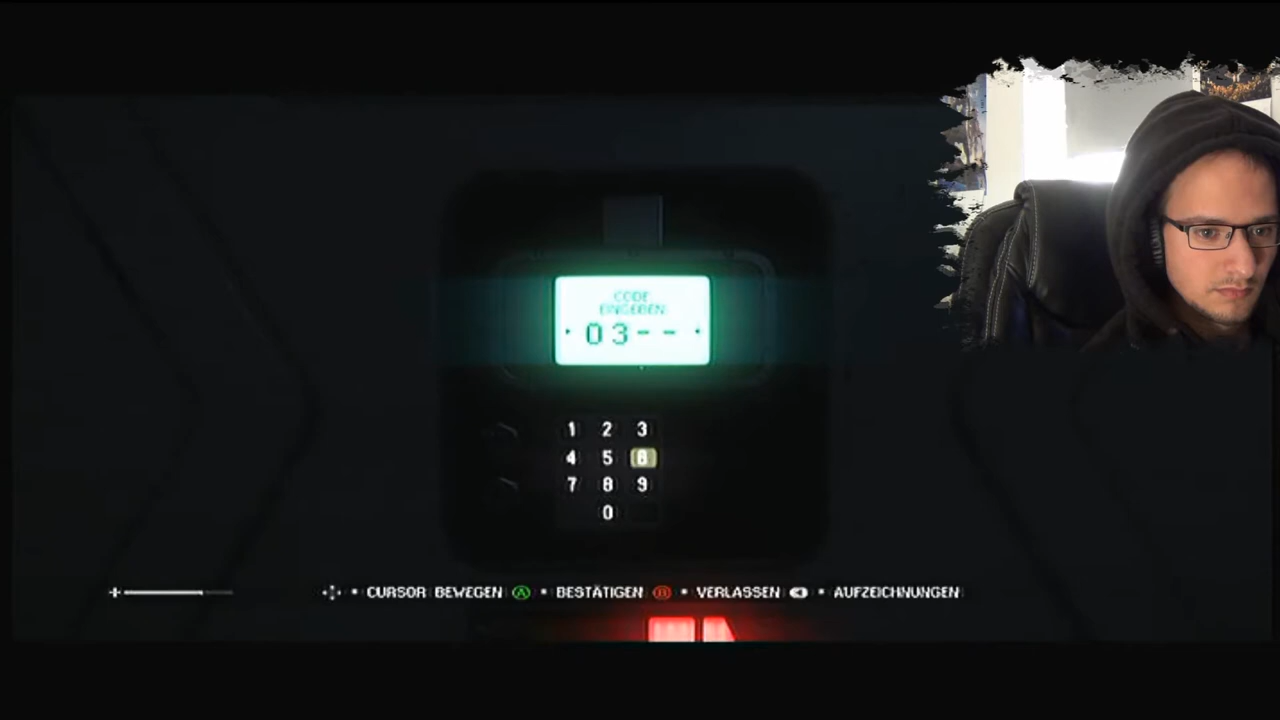 CODE
EINGEBEN:
03--
1 2 3
4 5 6
7 8 9
0
CURSOR BEWEGEN A BESTÄTIGEN B VERLASSEN AUFZEICHNUNGEN